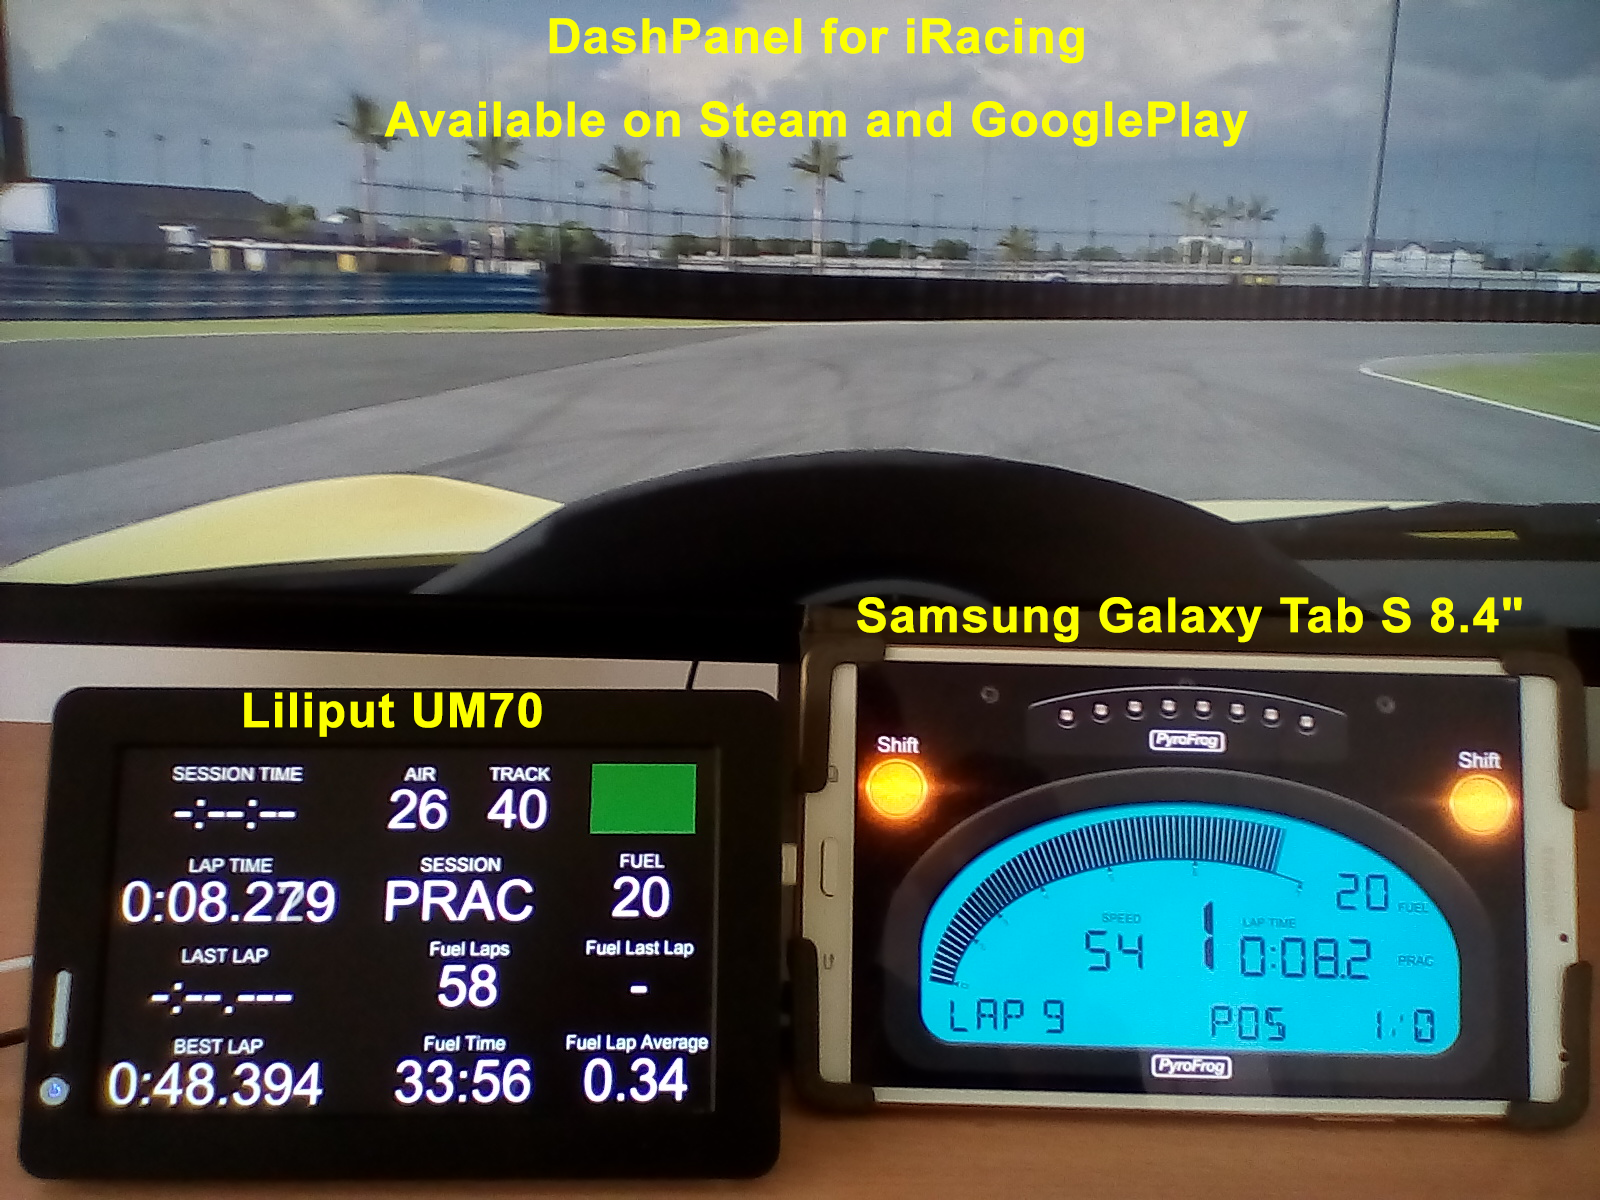 DashPanel for iRacing
Available on Steam and GooglePlay
Samsung Galaxy Tab S 8.4"
Liliput UM70
SESSION TIME AIR TRACK
-:--:-- 26 40
LAP TIME SESSION FUEL
PRAC 20
LAST LAP Fuel Laps Fuel Last Lap
-:--.--- 58 -
BEST LAP Fuel Time Fuel Lap Average
0:48.394 33:56 0.34
PyroFrog
Shift Shift
20 FUEL
SPEED LAP TIME
54 1 0:08.2 PRAC
LAP 9 POS 1/0
PyroFrog